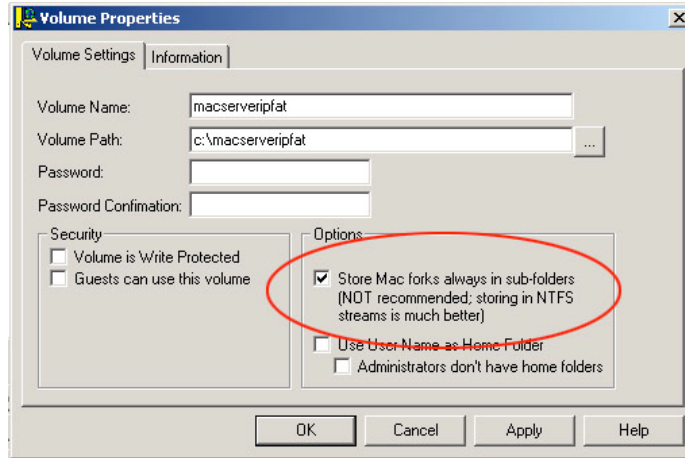 Volume Properties
Volume Settings
Information
Volume Name:
macserveripfat
Volume Path:
c:\macserveripfat
...
Password:
Password Confimation:
Security
Volume is Write Protected
Guests can use this volume
Options
Store Mac forks always in sub-folders
(NOT recommended; storing in NTFS
streams is much better)
Use User Name as Home Folder
Administrators don't have home folders
OK
Cancel
Apply
Help